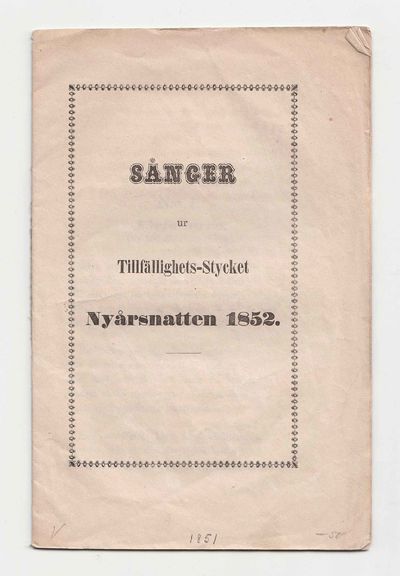 SÅNGER
ur
Tillfällighets-Stycket
Nyårsnatten 1852.
1851